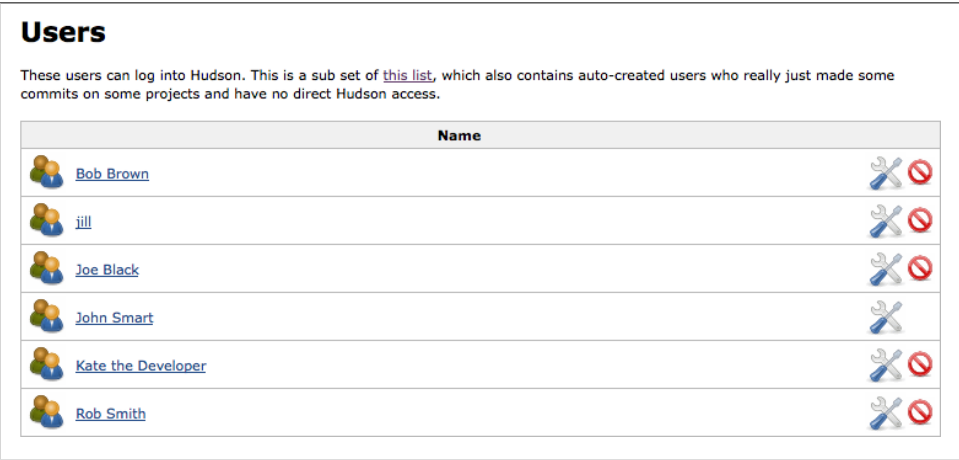 Users
These users can log into Hudson. This is a sub set of this list, which also contains auto-created users who really just made some
commits on some projects and have no direct Hudson access.
Name
Bob Brown
jill
Joe Black
John Smart
Kate the Developer
Rob Smith